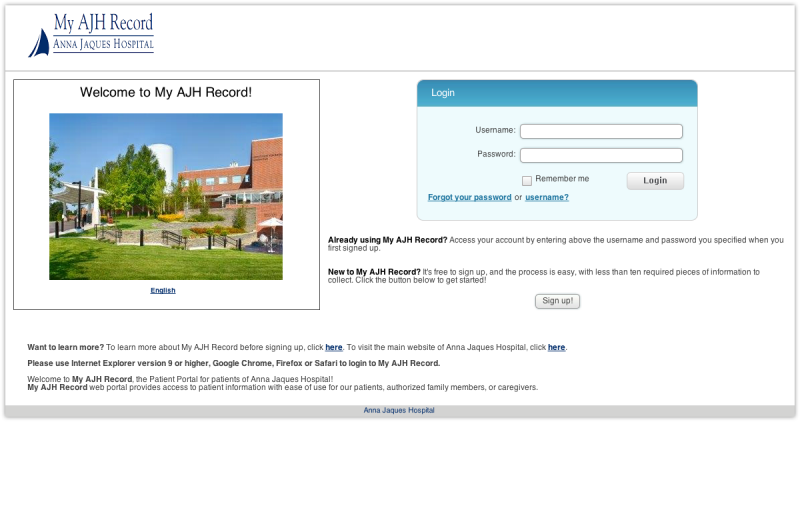 My AJH Record
ANNA JAQUES HOSPITAL
Welcome to My AJH Record!
English
Login
Username:
Password:
Remember me
Login
Forgot your password or username?
Already using My AJH Record? Access your account by entering above the username and password you specified when you
first signed up.
New to My AJH Record? It's free to sign up, and the process is easy, with less than ten required pieces of information to
collect. Click the button below to get started!
Sign up!
Want to learn more? To learn more about My AJH Record before signing up, click here. To visit the main website of Anna Jaques Hospital, click here.
Please use Internet Explorer version 9 or higher, Google Chrome, Firefox or Safari to login to My AJH Record.
Welcome to My AJH Record, the Patient Portal for patients of Anna Jaques Hospital!
My AJH Record web portal provides access to patient information with ease of use for our patients, authorized family members, or caregivers.
Anna Jaques Hospital